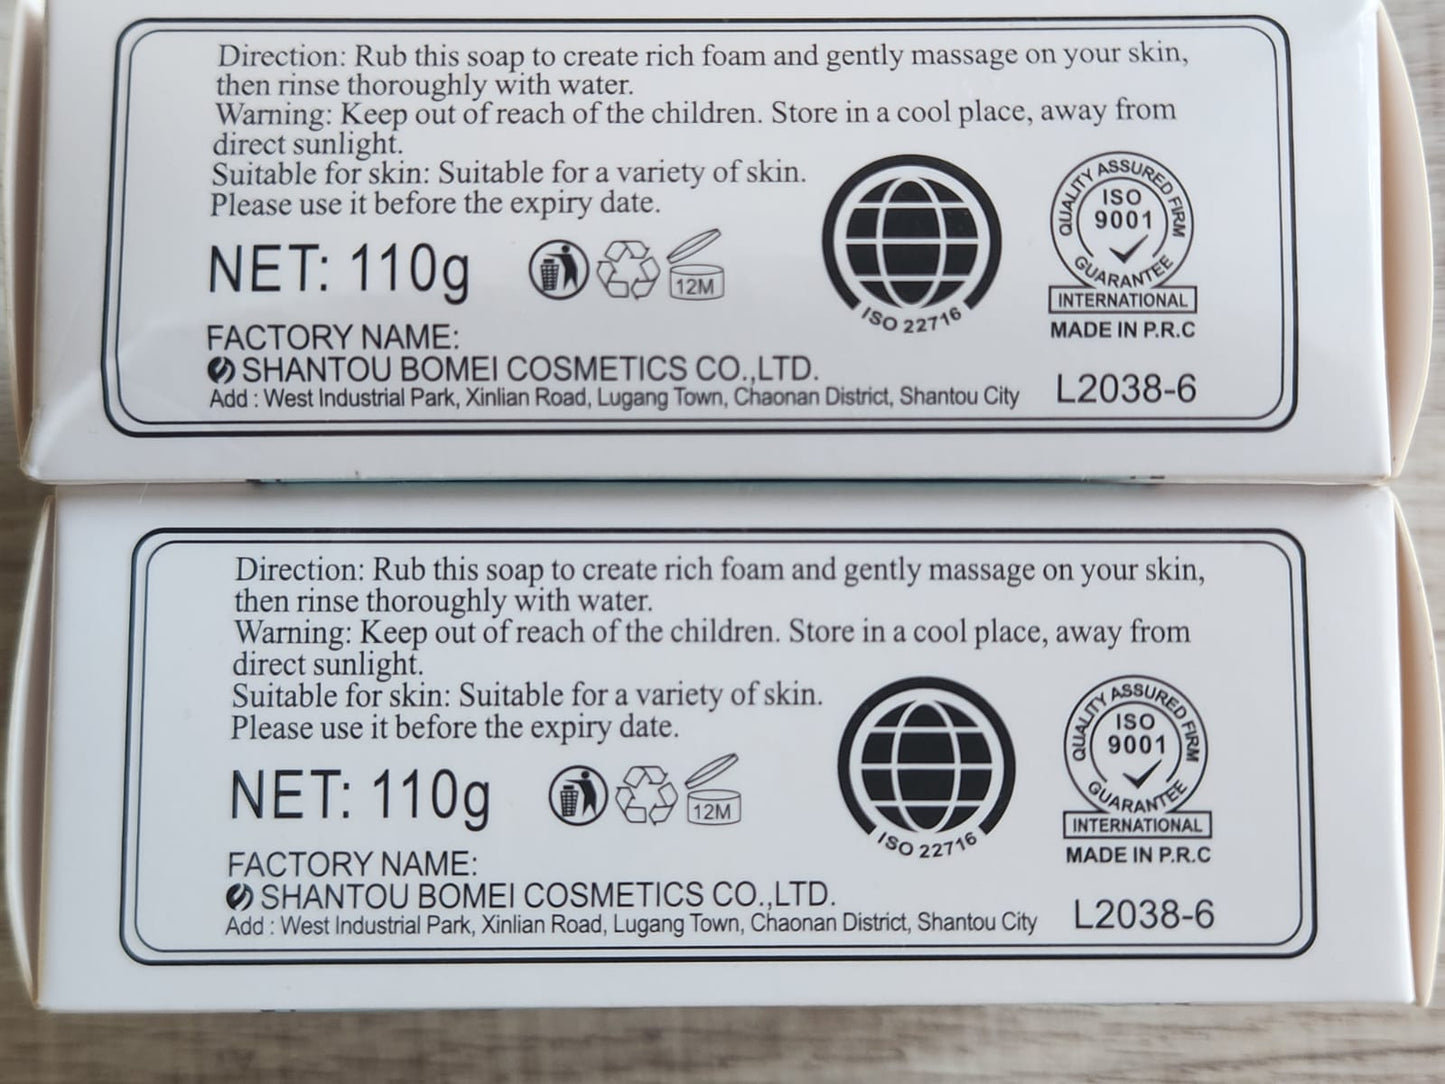 Direction: Rub this soap to create rich foam and gently massage on your skin,
then rinse thoroughly with water.
Warning: Keep out of reach of the children. Store in a cool place, away from
direct sunlight.
Suitable for skin: Suitable for a variety of skin.
Please use it before the expiry date.
NET: 110g
12M
ISO 22716
QUALITY ASSURED FIRM
ISO
9001
GUARANTEE
INTERNATIONAL
MADE IN P.R.C
FACTORY NAME:
SHANTOU BOMEI COSMETICS CO.,LTD.
Add : West Industrial Park, Xinlian Road, Lugang Town, Chaonan District, Shantou City
L2038-6
Direction: Rub this soap to create rich foam and gently massage on your skin,
then rinse thoroughly with water.
Warning: Keep out of reach of the children. Store in a cool place, away from
direct sunlight.
Suitable for skin: Suitable for a variety of skin.
Please use it before the expiry date.
NET: 110g
12M
ISO 22716
QUALITY ASSURED FIRM
ISO
9001
GUARANTEE
INTERNATIONAL
MADE IN P.R.C
FACTORY NAME:
SHANTOU BOMEI COSMETICS CO.,LTD.
Add : West Industrial Park, Xinlian Road, Lugang Town, Chaonan District, Shantou City
L2038-6